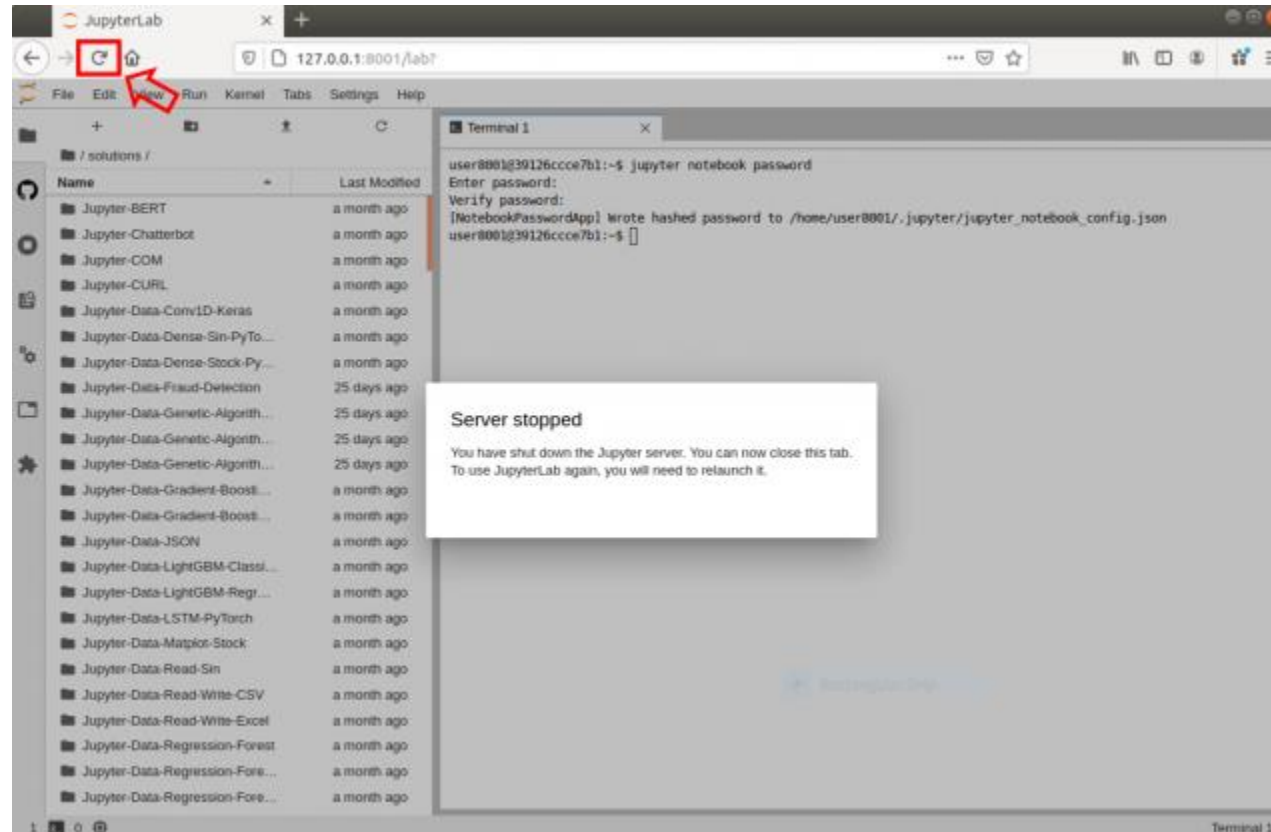 JupyterLab
127.0.0.1:8001/lab?
File Edit View Run Kernel Tabs Settings Help
/ solutions /
Name Last Modified
Jupyter-BERT a month ago
Jupyter-Chatterbot a month ago
Jupyter-COM a month ago
Jupyter-CURL a month ago
Jupyter-Data-Conv1D-Keras a month ago
Jupyter-Data-Dense-Sin-PyTo... a month ago
Jupyter-Data-Dense-Stock-Py... a month ago
Jupyter-Data-Fraud-Detection 25 days ago
Jupyter-Data-Genetic-Algorith... 25 days ago
Jupyter-Data-Genetic-Algorith... 25 days ago
Jupyter-Data-Genetic-Algorith... 25 days ago
Jupyter-Data-Gradient-Boosti... a month ago
Jupyter-Data-Gradient-Boosti... a month ago
Jupyter-Data-JSON a month ago
Jupyter-Data-LightGBM-Classi... a month ago
Jupyter-Data-LightGBM-Regr... a month ago
Jupyter-Data-LSTM-PyTorch a month ago
Jupyter-Data-Matplot-Stock a month ago
Jupyter-Data-Read-Sin a month ago
Jupyter-Data-Read-Write-CSV a month ago
Jupyter-Data-Read-Write-Excel a month ago
Jupyter-Data-Regression-Forest a month ago
Jupyter-Data-Regression-Fore... a month ago
Jupyter-Data-Regression-Fore... a month ago
Terminal 1
user8001@39126ccce7b1:~$ jupyter notebook password
Enter password:
Verify password:
[NotebookPasswordApp] Wrote hashed password to /home/user8001/.jupyter/jupyter_notebook_config.json
user8001@39126ccce7b1:~$
Server stopped
You have shut down the Jupyter server. You can now close this tab.
To use JupyterLab again, you will need to relaunch it.
1 0 Terminal 1